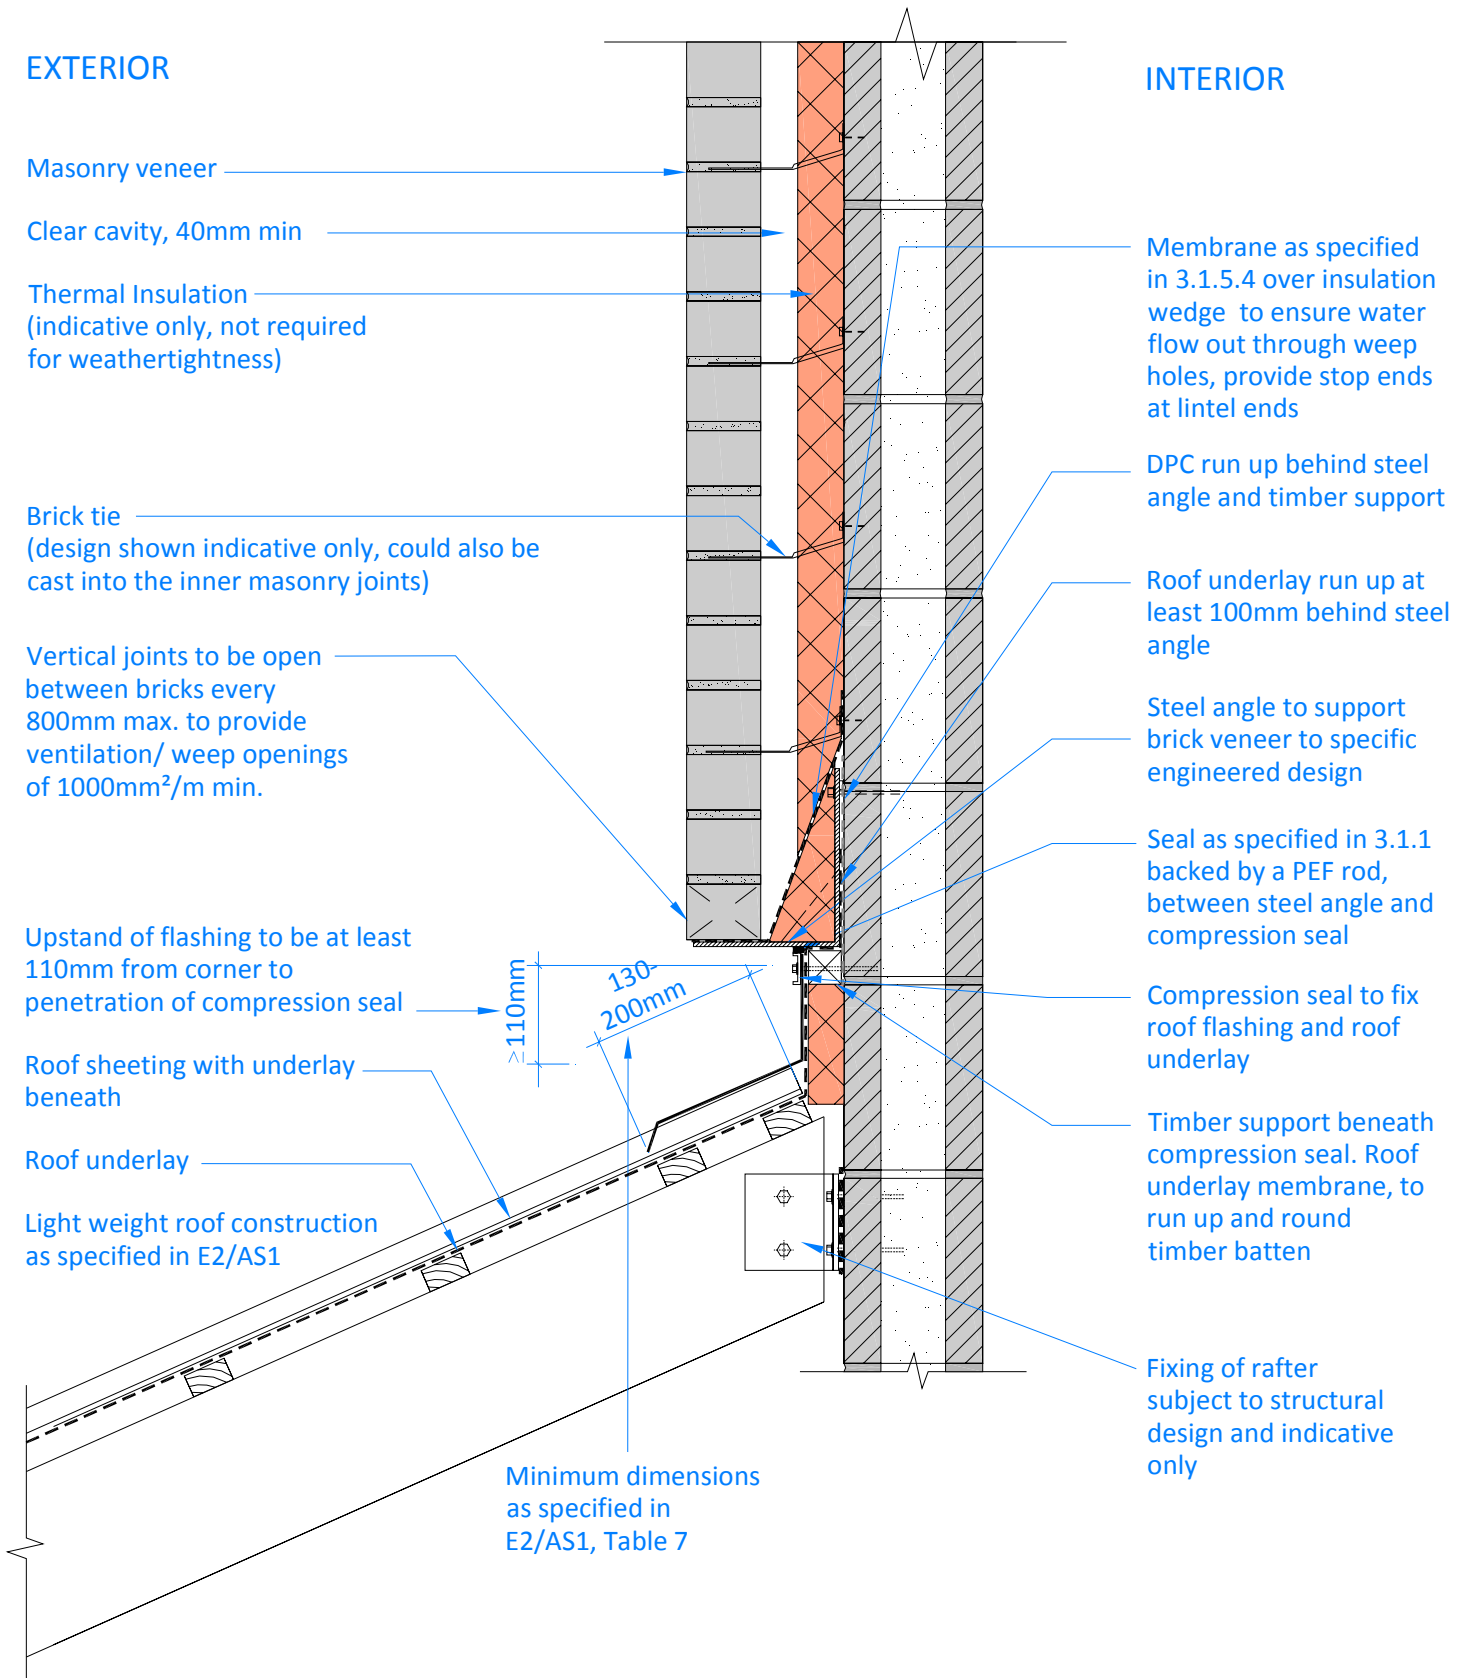 EXTERIOR
Masonry veneer
Clear cavity, 40mm min
Thermal Insulation
(indicative only, not required
for weathertightness)
Brick tie
(design shown indicative only, could also be
cast into the inner masonry joints)
Vertical joints to be open
between bricks every
800mm max. to provide
ventilation/ weep openings
of 1000mm²/m min.
Upstand of flashing to be at least
110mm from corner to
penetration of compression seal
Roof sheeting with underlay
beneath
Roof underlay
Light weight roof construction
as specified in E2/AS1
≥110mm
130-
200mm
Minimum dimensions
as specified in
E2/AS1, Table 7
INTERIOR
Membrane as specified
in 3.1.5.4 over insulation
wedge to ensure water
flow out through weep
holes, provide stop ends
at lintel ends
DPC run up behind steel
angle and timber support
Roof underlay run up at
least 100mm behind steel
angle
Steel angle to support
brick veneer to specific
engineered design
Seal as specified in 3.1.1
backed by a PEF rod,
between steel angle and
compression seal
Compression seal to fix
roof flashing and roof
underlay
Timber support beneath
compression seal. Roof
underlay membrane, to
run up and round
timber batten
Fixing of rafter
subject to structural
design and indicative
only